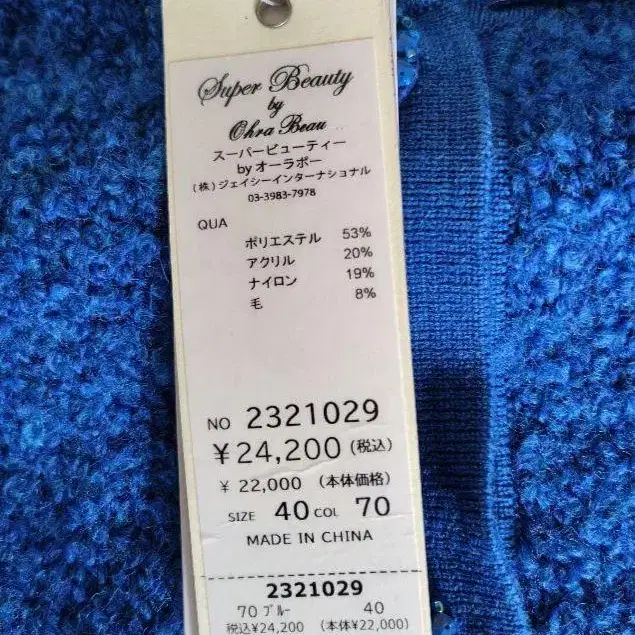 Super Beauty
by
Ohra Beau
スーパービューティー
by オーラボー
(株)ジェイシーインターナショナル
03-3983-7978
QUA
ポリエステル 53%
アクリル 20%
ナイロン 19%
毛 8%
NO 2321029
¥24,200(税込)
¥ 22,000 (本体価格)
SIZE 40 COL 70
MADE IN CHINA
2321029
70 ブルー 40
税込¥24,200 (本体¥22,000)